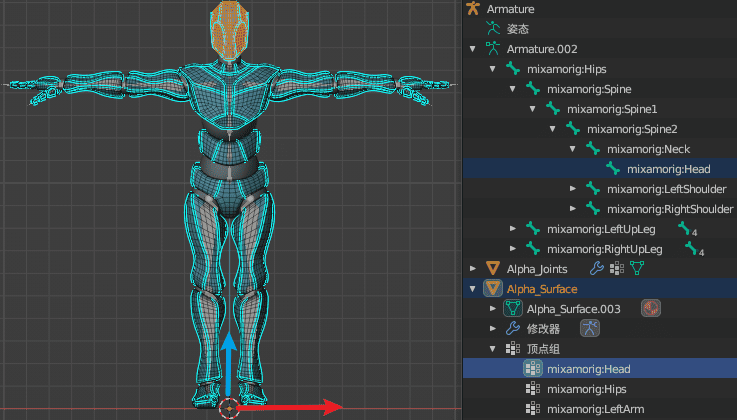 Armature
姿态
Armature.002
mixamorig:Hips
mixamorig:Spine
mixamorig:Spine1
mixamorig:Spine2
mixamorig:Neck
mixamorig:Head
mixamorig:LeftShoulder
mixamorig:RightShoulder
mixamorig:LeftUpLeg 4
mixamorig:RightUpLeg 4
Alpha_Joints
Alpha_Surface
Alpha_Surface.003
修改器
顶点组
mixamorig:Head
mixamorig:Hips
mixamorig:LeftArm